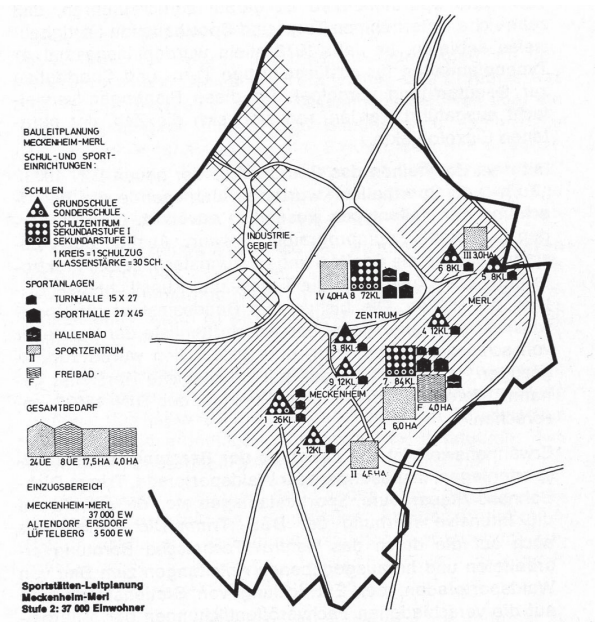 BAULEITPLANUNG
MECKENHEIM-MERL
SCHUL- UND SPORT-
EINRICHTUNGEN:
SCHULEN
GRUNDSCHULE
SONDERSCHULE
SCHULZENTRUM
SEKUNDARSTUFE I
SEKUNDARSTUFE II
1 KREIS = 1 SCHULZUG
KLASSENSTÄRKE = 30 SCH.
SPORTANLAGEN
TURNHALLE 15 X 27
SPORTHALLE 27 X 45
HALLENBAD
SPORTZENTRUM
II
FREIBAD
F
GESAMTBEDARF
24 ÜE 8 ÜE 17,5 HA 4,0 HA
EINZUGSBEREICH
MECKENHEIM-MERL
37 000 E W
ALTENDORF ERSDORF
LÜFTELBERG 3 500 E W
Sportstätten-Leitplanung
Meckenheim-Merl
Stufe 2: 37 000 Einwohner
INDUSTRIE-
GEBIET
III 3,0 HA
6 8 KL.
5 8 KL.
MERL
IV 4,0 HA 8 72 KL
ZENTRUM
4 12 KL.
3 8 KL.
9 12 KL.
7. 84 KL
MECKENHEIM
F 4,0 HA
I 6,0 HA
1 26 KL.
2 12 KL.
II 4,5 HA